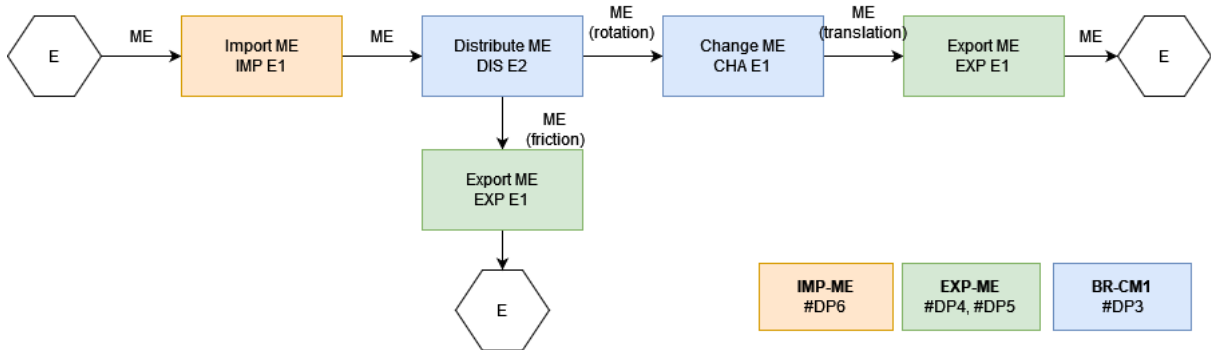 E
ME
Import ME
IMP E1
ME
Distribute ME
DIS E2
ME
(rotation)
Change ME
CHA E1
ME
(translation)
Export ME
EXP E1
ME
E
ME
(friction)
Export ME
EXP E1
E
IMP-ME
#DP6
EXP-ME
#DP4, #DP5
BR-CM1
#DP3